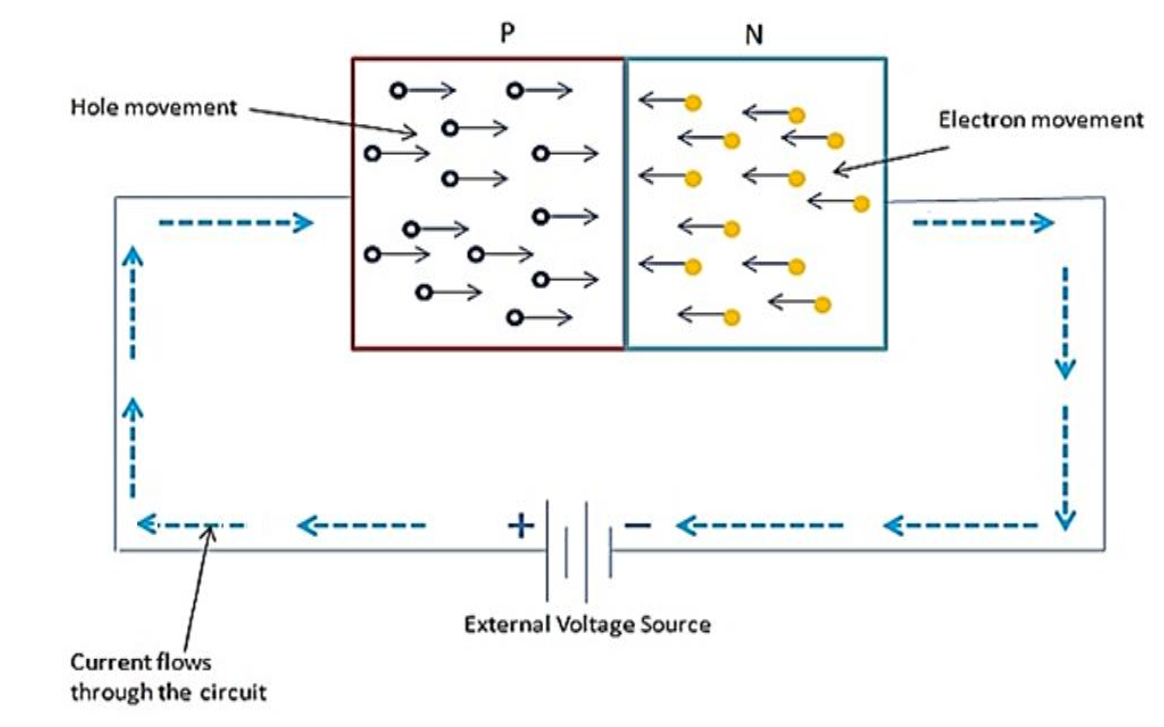 P
N
Hole movement
Electron movement
+
−
External Voltage Source
Current flows
through the circuit